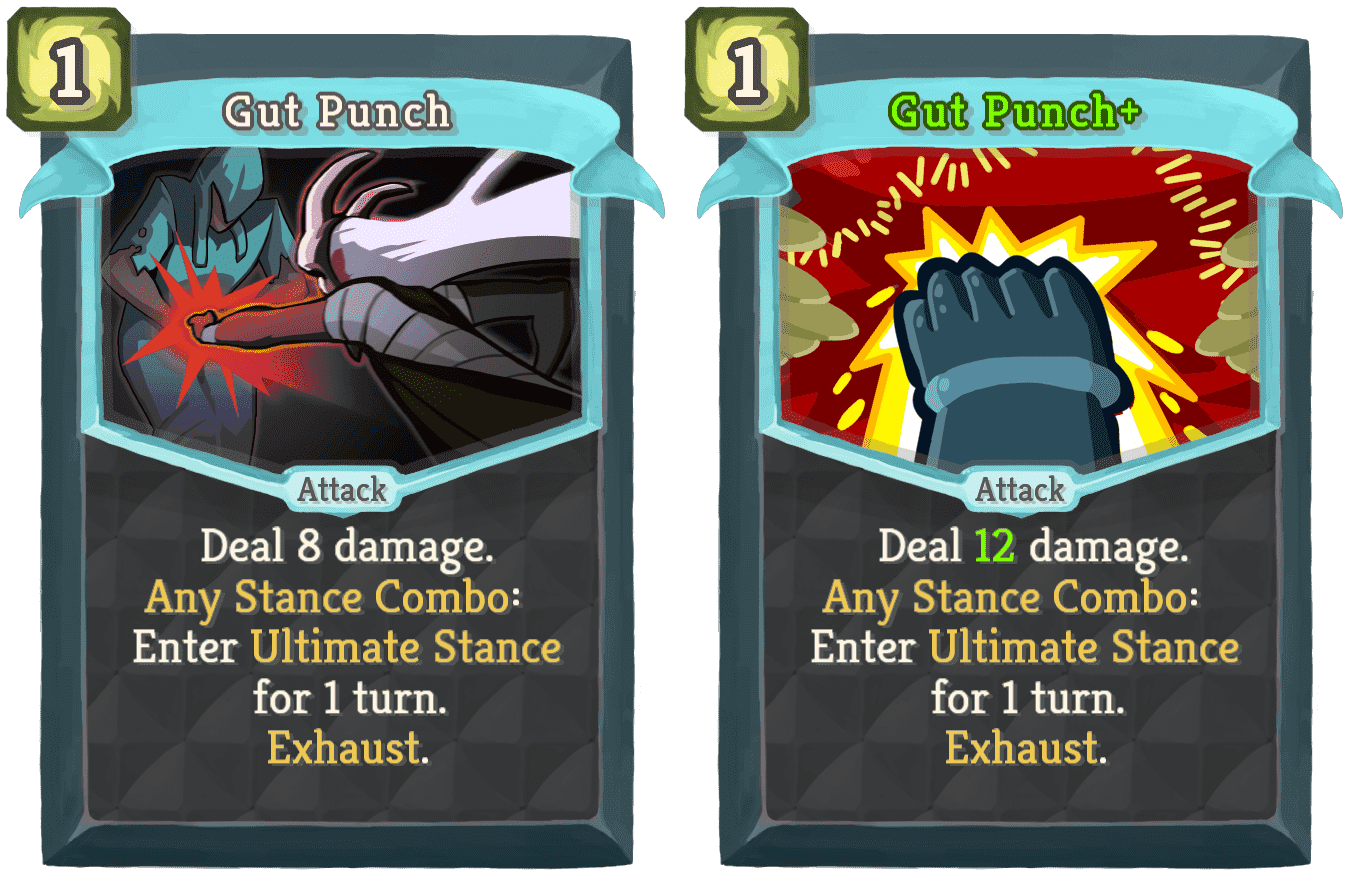 1
Gut Punch
Attack
Deal 8 damage.
Any Stance Combo:
Enter Ultimate Stance
for 1 turn.
Exhaust.
1
Gut Punch+
Attack
Deal 12 damage.
Any Stance Combo:
Enter Ultimate Stance
for 1 turn.
Exhaust.